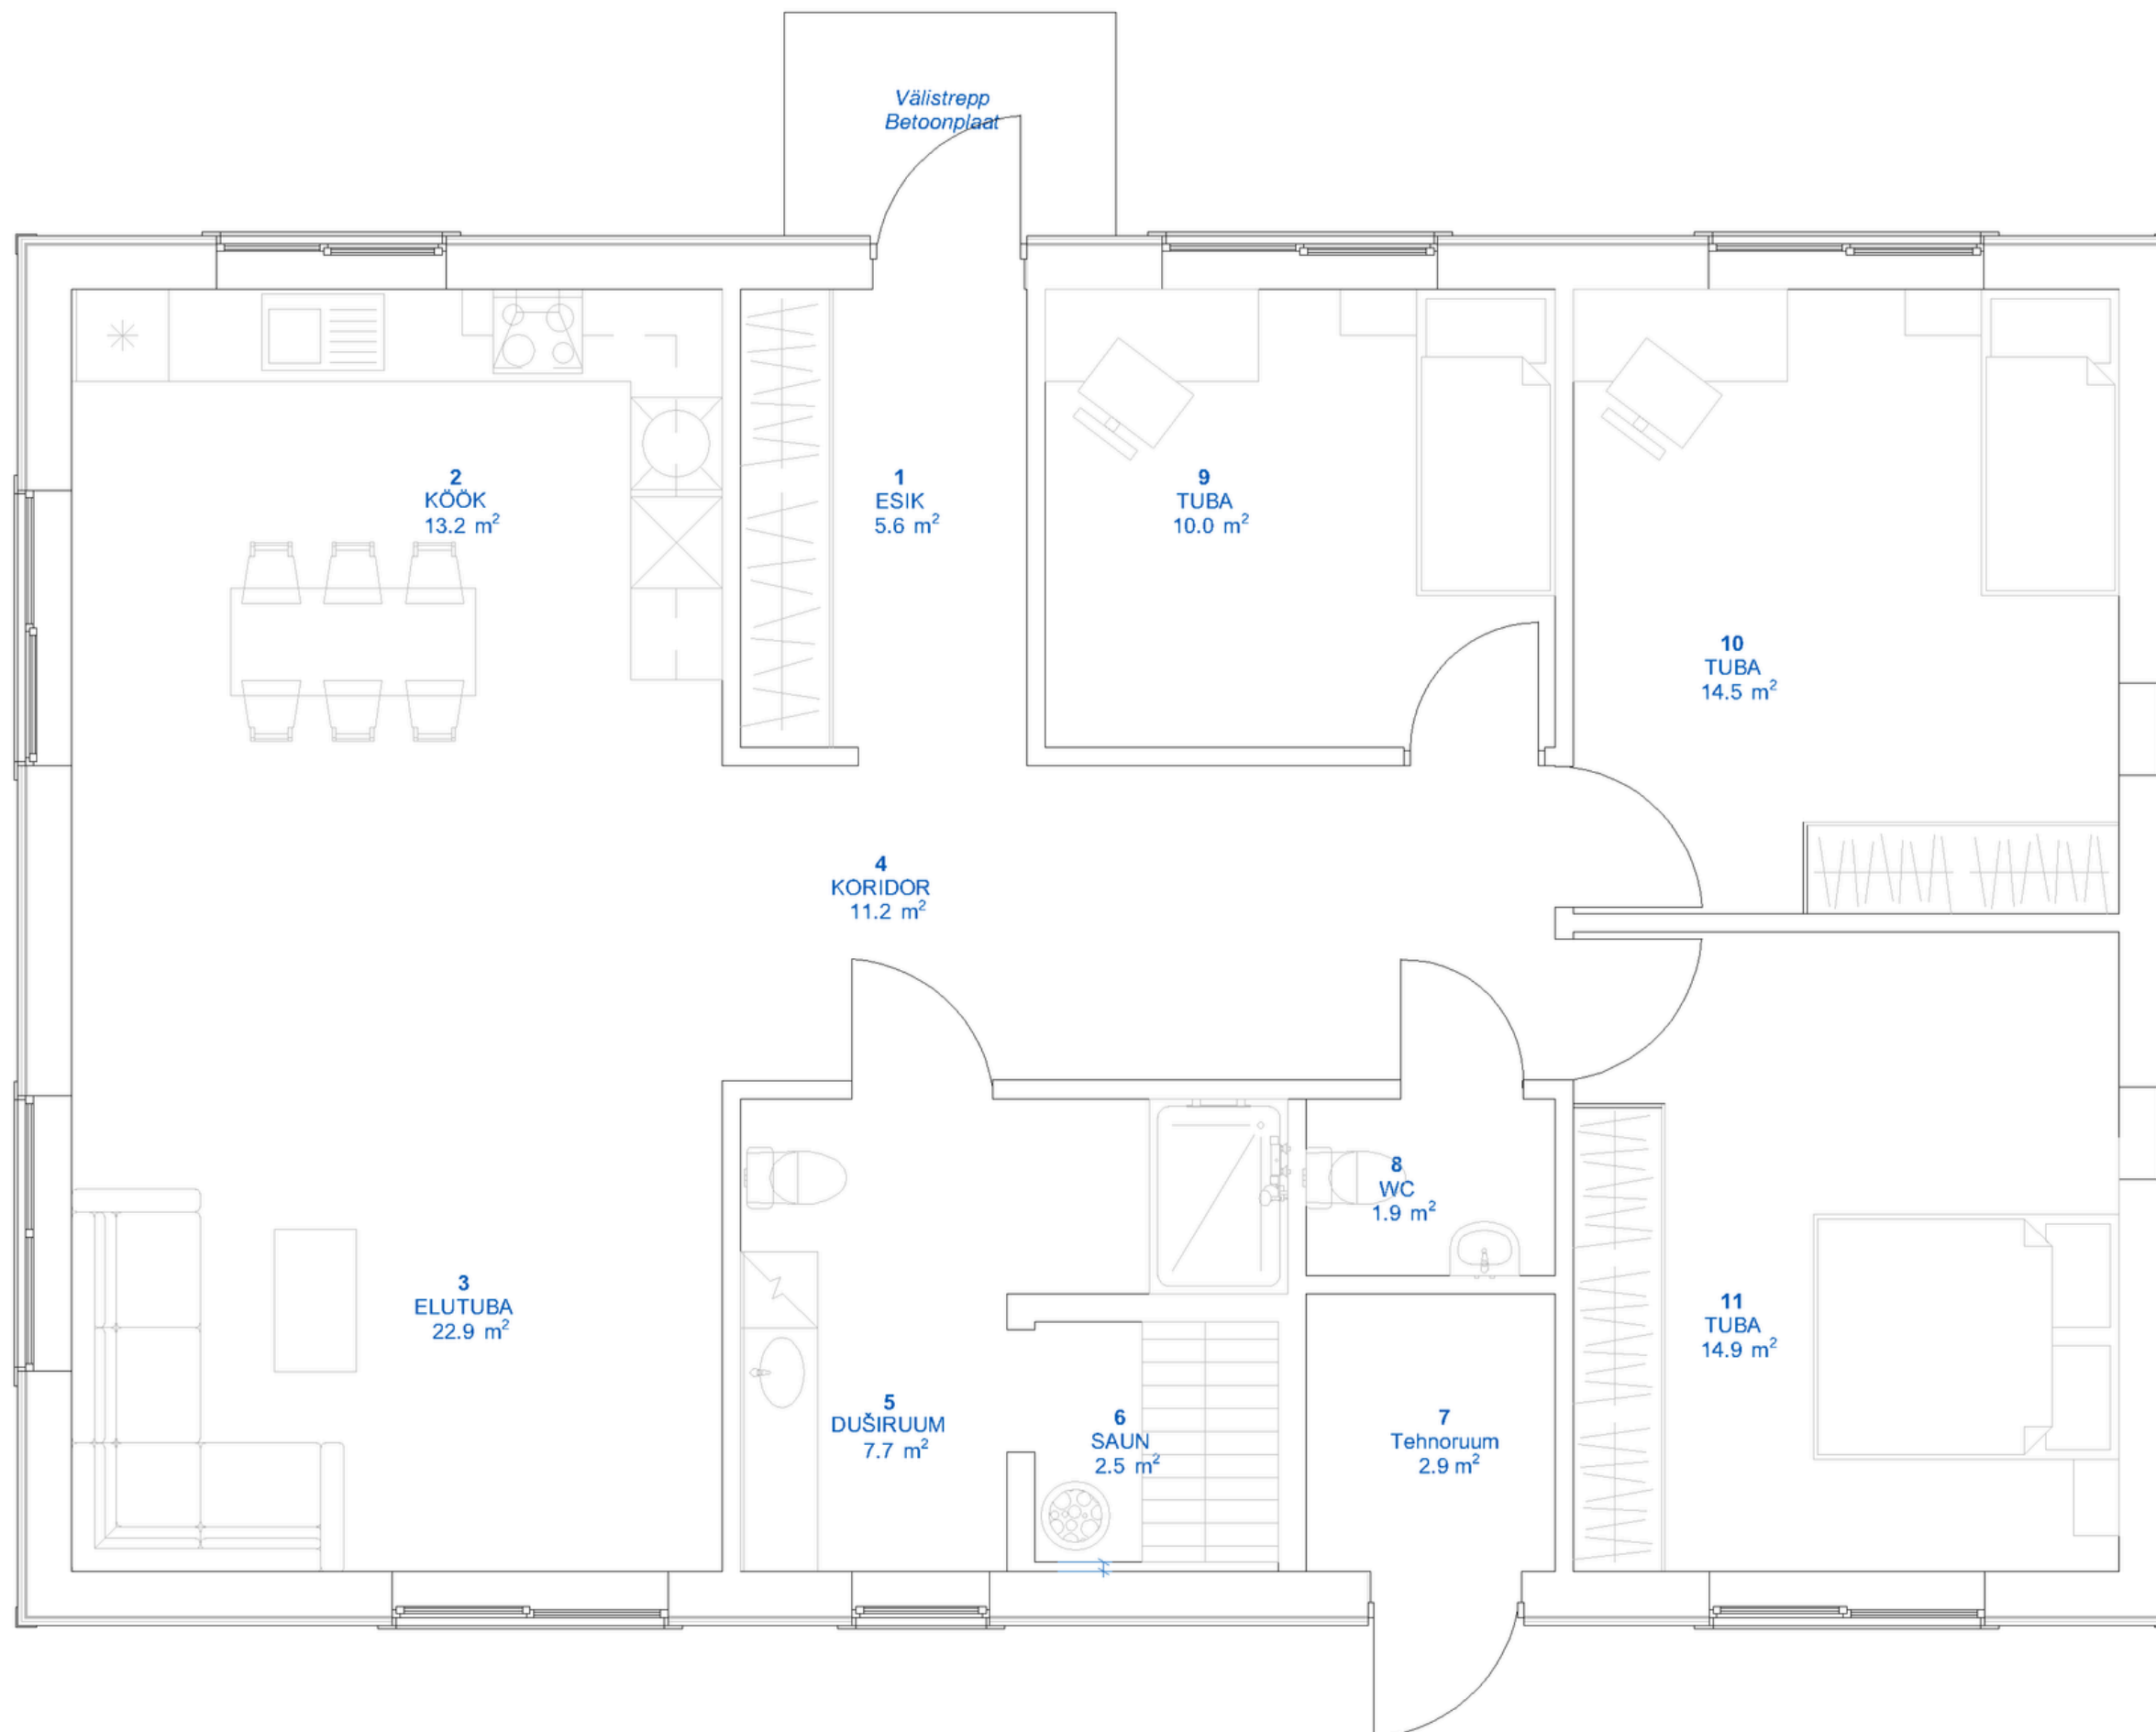 Välistrepp
Betoonplaat
2
KÖÖK
13.2 m²
1
ESIK
5.6 m²
9
TUBA
10.0 m²
10
TUBA
14.5 m²
4
KORIDOR
11.2 m²
8
WC
1.9 m²
3
ELUTUBA
22.9 m²
11
TUBA
14.9 m²
5
DUŠIRUUM
7.7 m²
6
SAUN
2.5 m²
7
Tehnoruum
2.9 m²